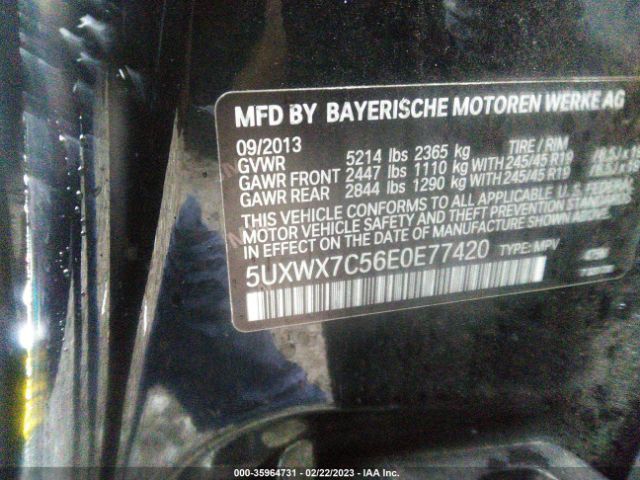 MFD BY BAYERISCHE MOTOREN WERKE AG
09/2013 TIRE / RIM
GVWR 5214 lbs 2365 kg
GAWR FRONT 2447 lbs 1110 kg WITH 245/45 R19
GAWR REAR 2844 lbs 1290 kg WITH 245/45 R19
THIS VEHICLE CONFORMS TO ALL APPLICABLE U.S. FEDERAL
MOTOR VEHICLE SAFETY AND THEFT PREVENTION STANDARDS
IN EFFECT ON THE DATE OF MANUFACTURE SHOWN ABOVE.
5UXWX7C56E0E77420 TYPE: MPV
000-35964731 - 02/22/2023 - IAA Inc.